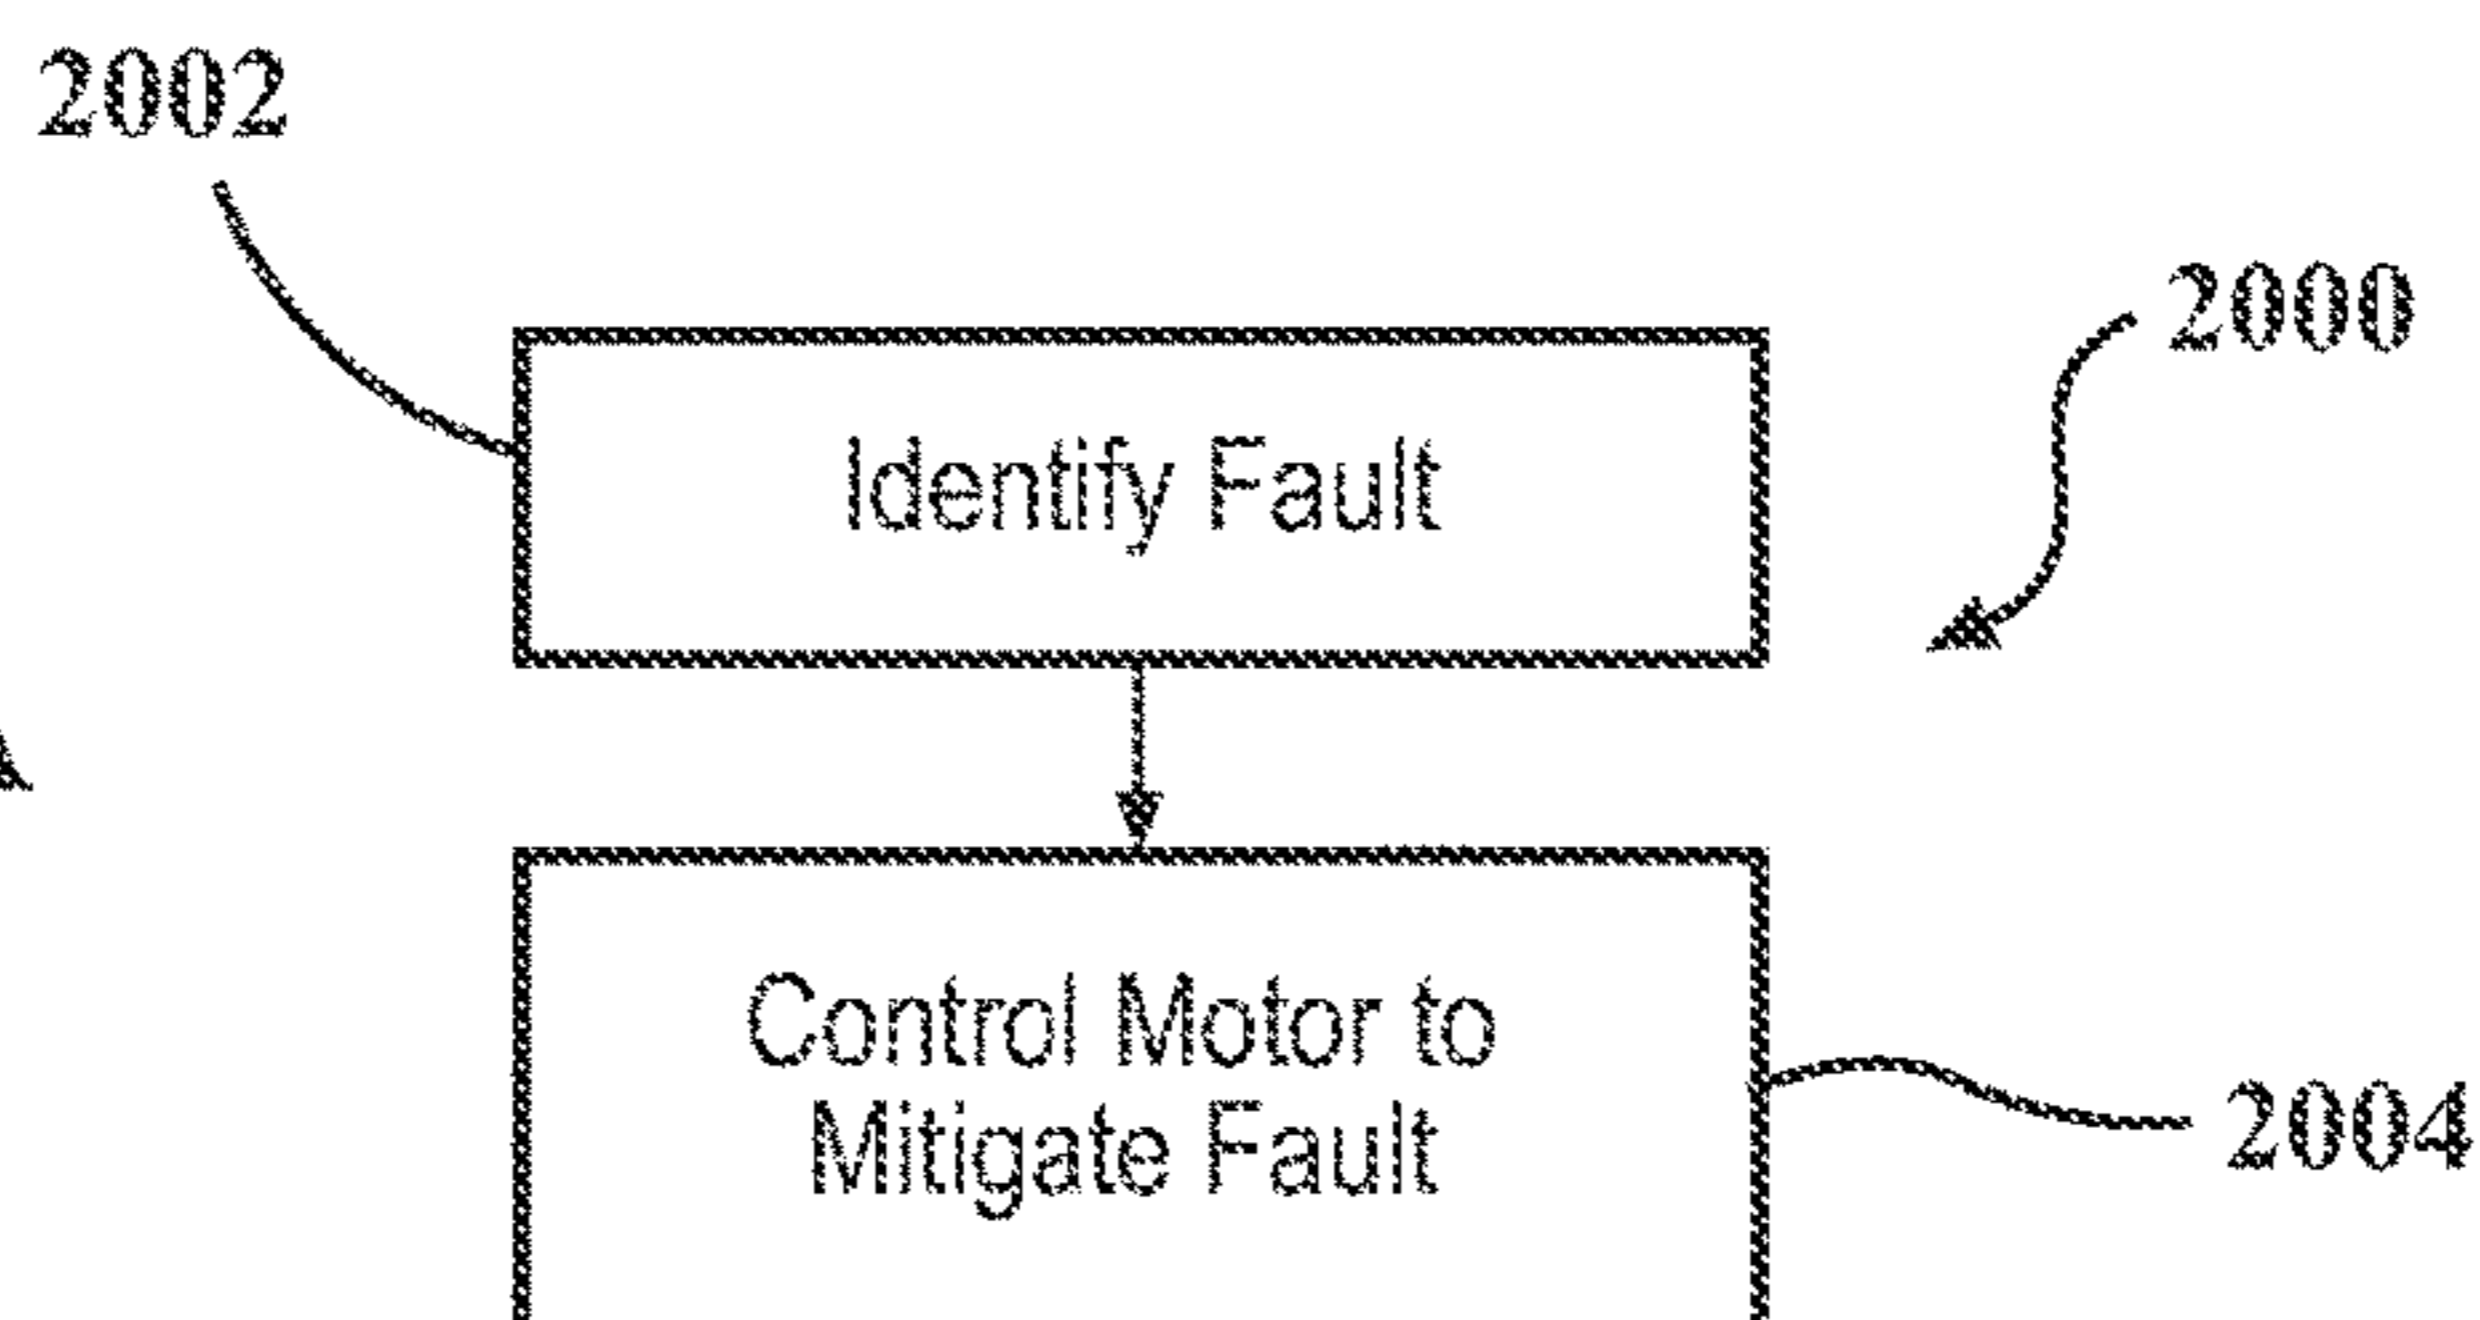 2002
2000
Identify Fault
Control Motor to
Mitigate Fault
2004